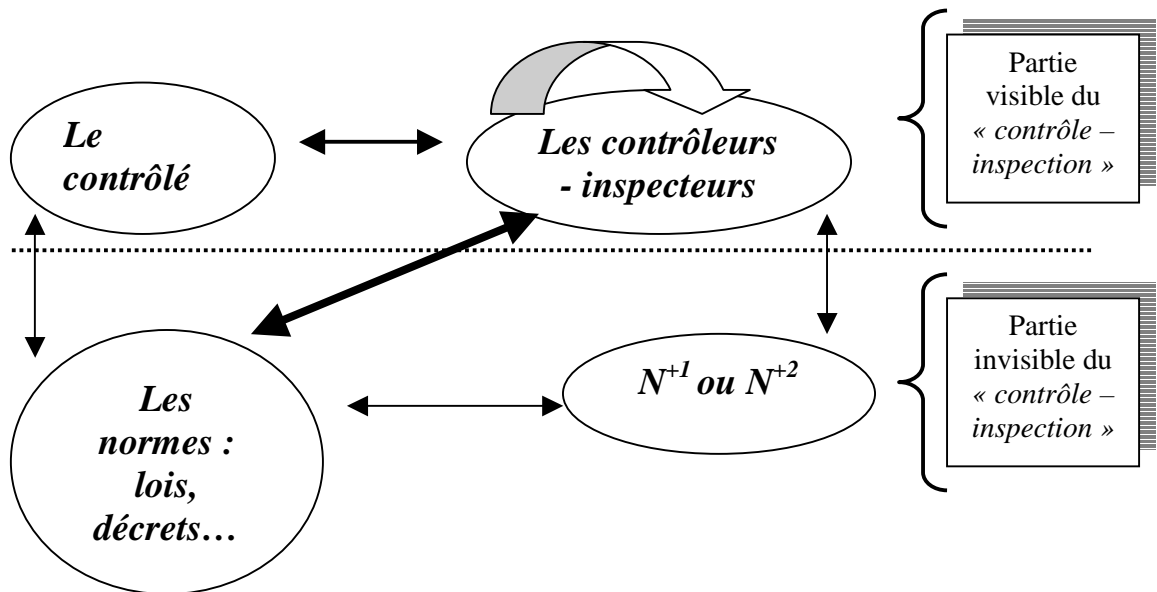 Le
contrôlé
Les contrôleurs
- inspecteurs
Partie
visible du
« contrôle –
inspection »
Les
normes :
lois,
décrets…
N+1 ou N+2
Partie
invisible du
« contrôle –
inspection »